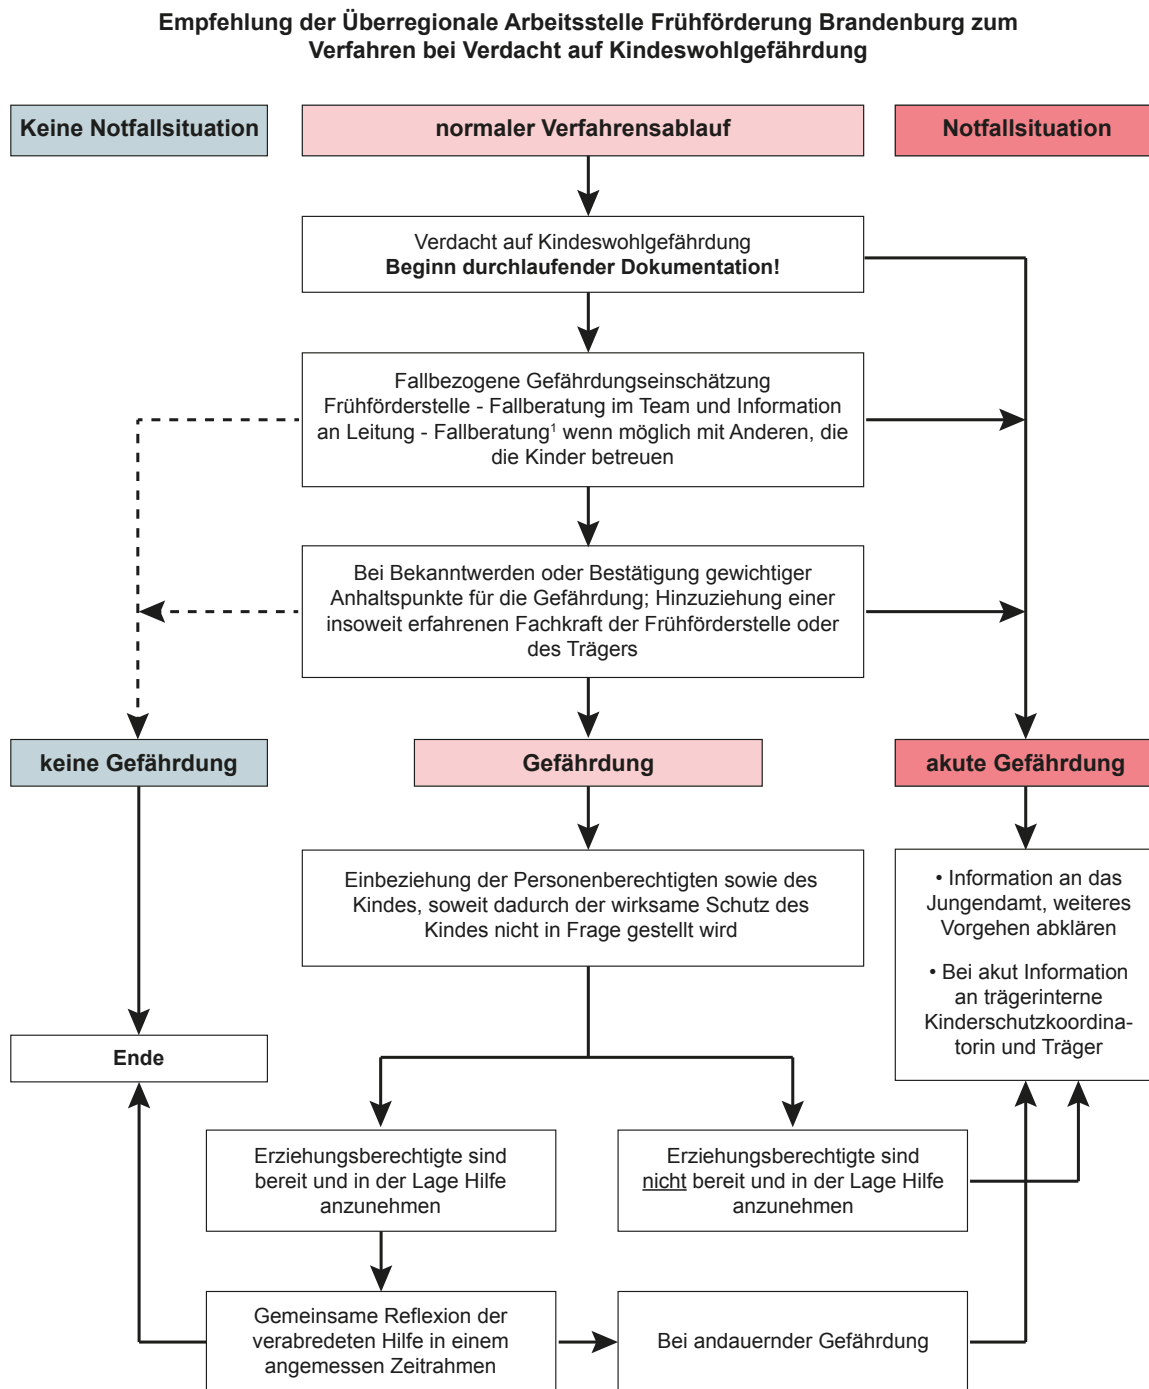 Empfehlung der Überregionale Arbeitsstelle Frühförderung Brandenburg zum
Verfahren bei Verdacht auf Kindeswohlgefährdung
Keine Notfallsituation
normaler Verfahrensablauf
Notfallsituation
Verdacht auf Kindeswohlgefährdung
Beginn durchlaufender Dokumentation!
Fallbezogene Gefährdungseinschätzung
Frühförderstelle - Fallberatung im Team und Information
an Leitung - Fallberatung¹ wenn möglich mit Anderen, die
die Kinder betreuen
Bei Bekanntwerden oder Bestätigung gewichtiger
Anhaltspunkte für die Gefährdung; Hinzuziehung einer
insoweit erfahrenen Fachkraft der Frühförderstelle oder
des Trägers
keine Gefährdung
Gefährdung
akute Gefährdung
Einbeziehung der Personenberechtigten sowie des
Kindes, soweit dadurch der wirksame Schutz des
Kindes nicht in Frage gestellt wird
• Information an das
Jungendamt, weiteres
Vorgehen abklären
• Bei akut Information
an trägerinterne
Kinderschutzkoordina-
torin und Träger
Ende
Erziehungsberechtigte sind
bereit und in der Lage Hilfe
anzunehmen
Erziehungsberechtigte sind
nicht bereit und in der Lage Hilfe
anzunehmen
Gemeinsame Reflexion der
verabredeten Hilfe in einem
angemessen Zeitrahmen
Bei andauernder Gefährdung